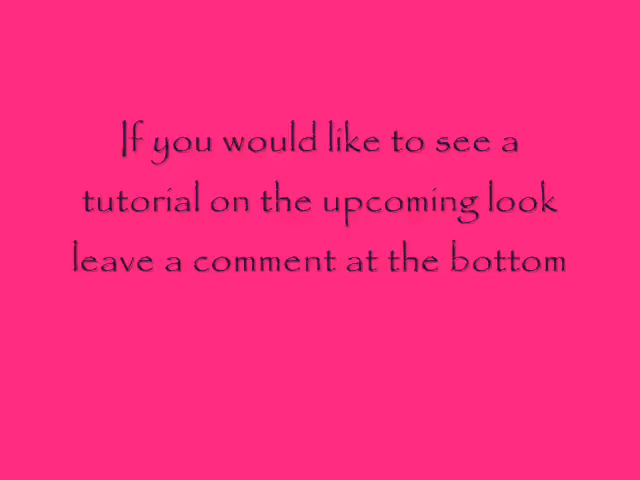 If you would like to see a
tutorial on the upcoming look
leave a comment at the bottom